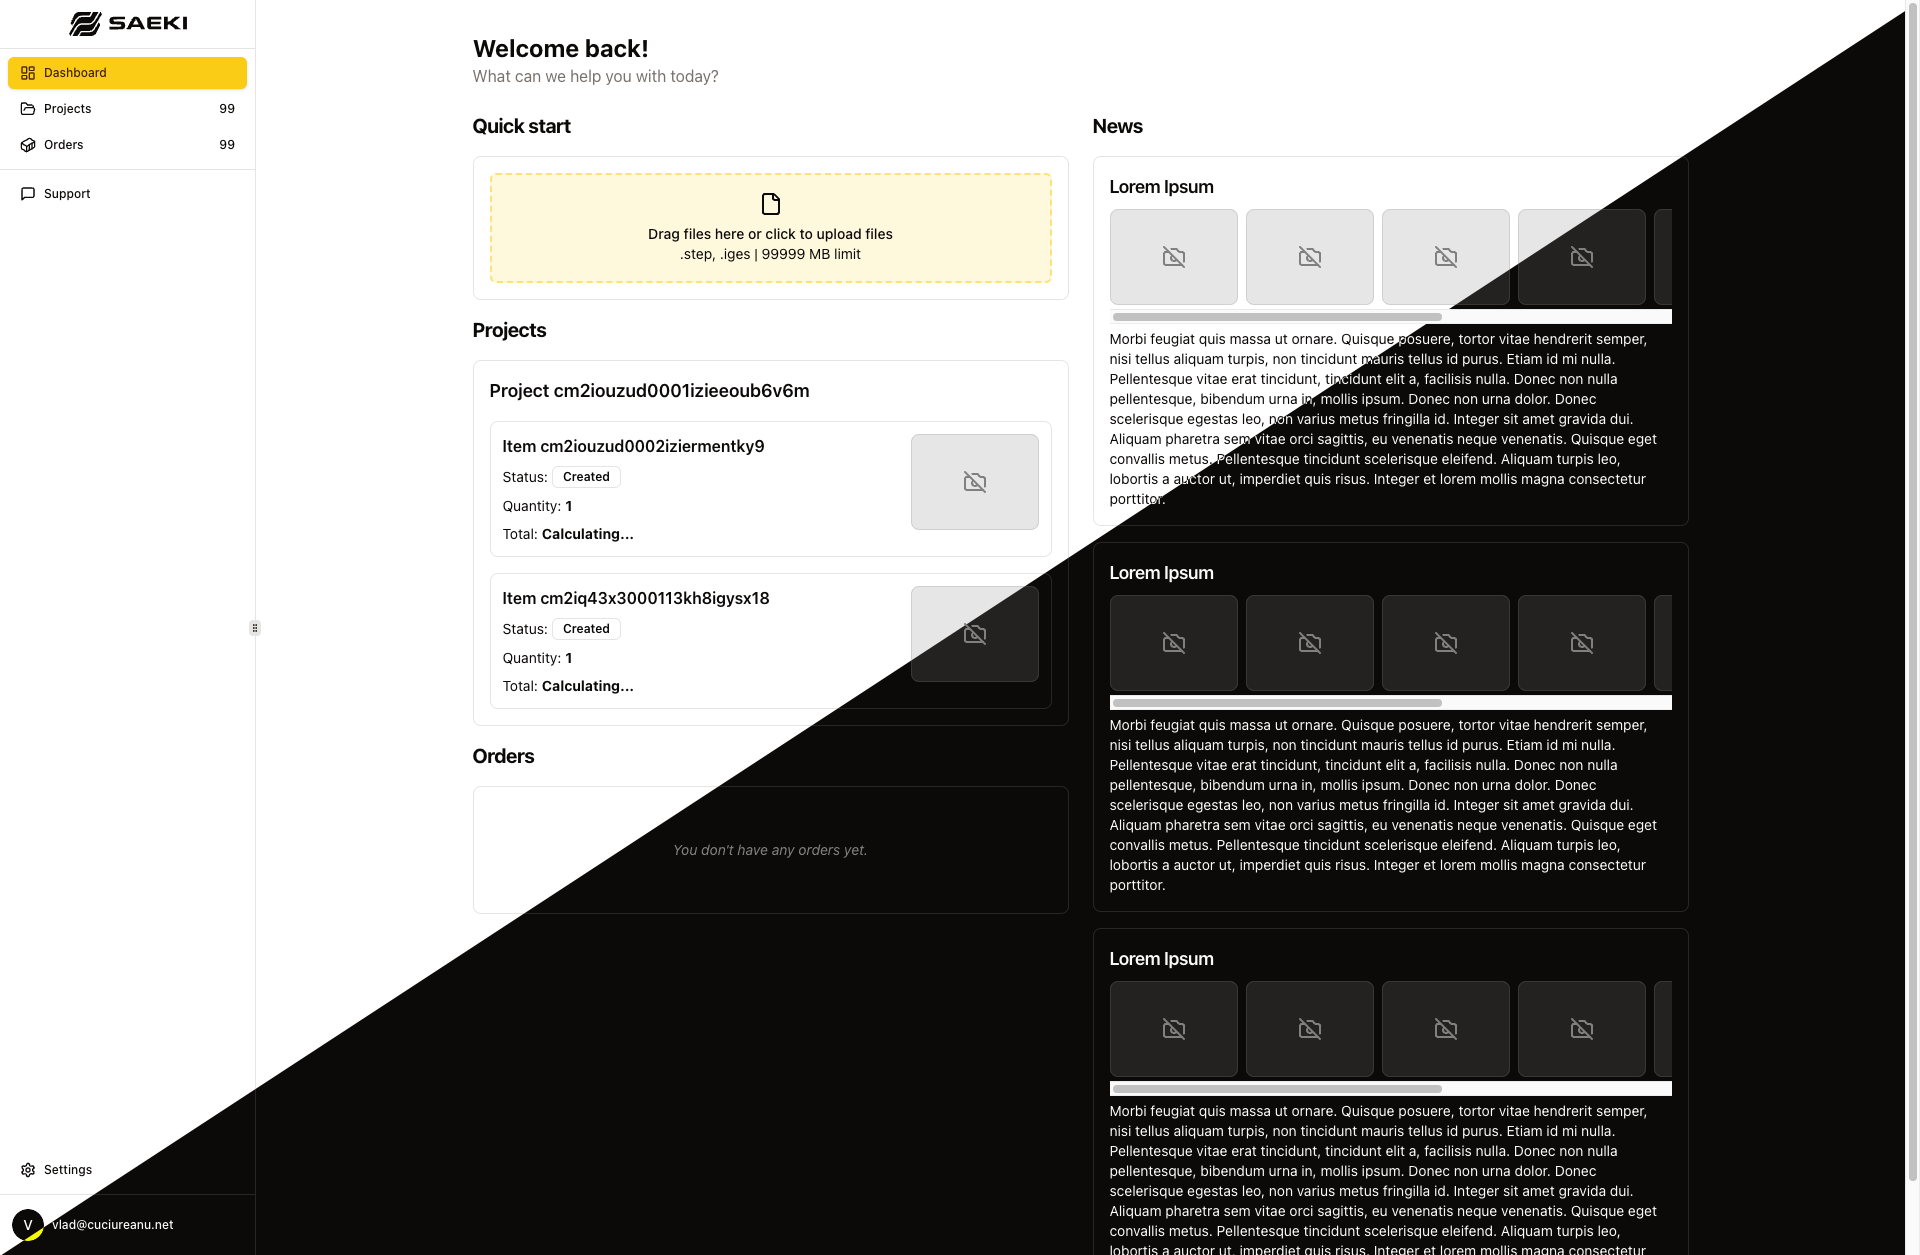 SAEKI
Dashboard
Projects 99
Orders 99
Support
Settings
V vlad@cuciureanu.net
Welcome back!
What can we help you with today?
Quick start
Drag files here or click to upload files
.step, .iges | 99999 MB limit
Projects
Project cm2iouzud0001izieeoub6v6m
Item cm2iouzud0002iziermentky9
Status: Created
Quantity: 1
Total: Calculating...
Item cm2iq43x3000113kh8igysx18
Status: Created
Quantity: 1
Total: Calculating...
Orders
You don't have any orders yet.
News
Lorem Ipsum
Morbi feugiat quis massa ut ornare. Quisque posuere, tortor vitae hendrerit semper,
nisi tellus aliquam turpis, non tincidunt mauris tellus id purus. Etiam id mi nulla.
Pellentesque vitae erat tincidunt, tincidunt elit a, facilisis nulla. Donec non nulla
pellentesque, bibendum urna in, mollis ipsum. Donec non urna dolor. Donec
scelerisque egestas leo, non varius metus fringilla id. Integer sit amet gravida dui.
Aliquam pharetra sem vitae orci sagittis, eu venenatis neque venenatis. Quisque eget
convallis metus. Pellentesque tincidunt scelerisque eleifend. Aliquam turpis leo,
lobortis a auctor ut, imperdiet quis risus. Integer et lorem mollis magna consectetur
porttitor.
Lorem Ipsum
Morbi feugiat quis massa ut ornare. Quisque posuere, tortor vitae hendrerit semper,
nisi tellus aliquam turpis, non tincidunt mauris tellus id purus. Etiam id mi nulla.
Pellentesque vitae erat tincidunt, tincidunt elit a, facilisis nulla. Donec non nulla
pellentesque, bibendum urna in, mollis ipsum. Donec non urna dolor. Donec
scelerisque egestas leo, non varius metus fringilla id. Integer sit amet gravida dui.
Aliquam pharetra sem vitae orci sagittis, eu venenatis neque venenatis. Quisque eget
convallis metus. Pellentesque tincidunt scelerisque eleifend. Aliquam turpis leo,
lobortis a auctor ut, imperdiet quis risus. Integer et lorem mollis magna consectetur
porttitor.
Lorem Ipsum
Morbi feugiat quis massa ut ornare. Quisque posuere, tortor vitae hendrerit semper,
nisi tellus aliquam turpis, non tincidunt mauris tellus id purus. Etiam id mi nulla.
Pellentesque vitae erat tincidunt, tincidunt elit a, facilisis nulla. Donec non nulla
pellentesque, bibendum urna in, mollis ipsum. Donec non urna dolor. Donec
scelerisque egestas leo, non varius metus fringilla id. Integer sit amet gravida dui.
Aliquam pharetra sem vitae orci sagittis, eu venenatis neque venenatis. Quisque eget
convallis metus. Pellentesque tincidunt scelerisque eleifend. Aliquam turpis leo,
lobortis a auctor ut, imperdiet quis risus. Integer et lorem mollis magna consectetur